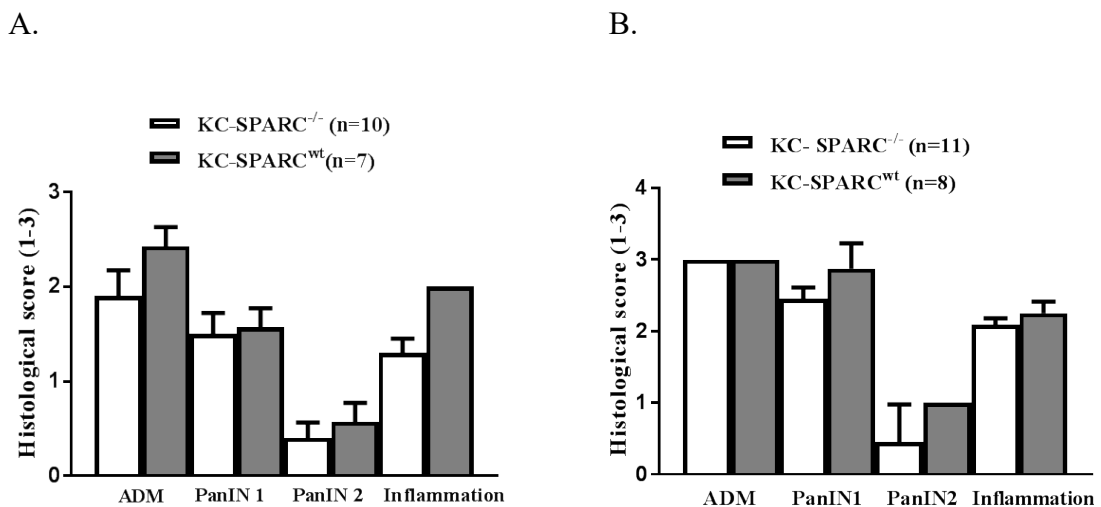 A.
KC-SPARC-/- (n=10)
KC-SPARCwt(n=7)
Histological score (1-3)
3
2
1
0
ADM PanIN 1 PanIN 2 Inflammation
B.
KC- SPARC-/- (n=11)
KC-SPARCwt (n=8)
Histological score (1-3)
4
3
2
1
0
ADM PanIN1 PanIN2 Inflammation